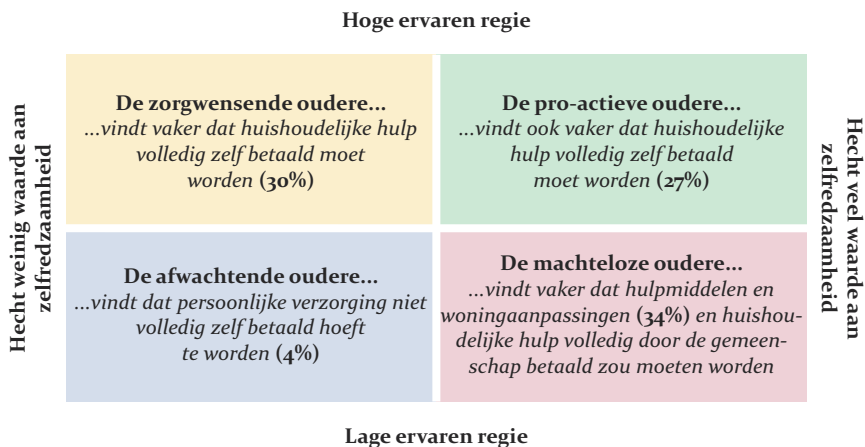 Hoge ervaren regie
Hecht weinig waarde aan
zelfredzaamheid
De zorgwensende oudere...
...vindt vaker dat huishoudelijke hulp
volledig zelf betaald moet
worden (30%)
De pro-actieve oudere...
...vindt ook vaker dat huishoudelijke
hulp volledig zelf betaald
moet worden (27%)
De afwachtende oudere...
...vindt dat persoonlijke verzorging niet
volledig zelf betaald hoeft
te worden (4%)
De machteloze oudere...
...vindt vaker dat hulpmiddelen en
woningaanpassingen (34%) en huishou-
delijke hulp volledig door de gemeen-
schap betaald zou moeten worden
Hecht veel waarde aan
zelfredzaamheid
Lage ervaren regie